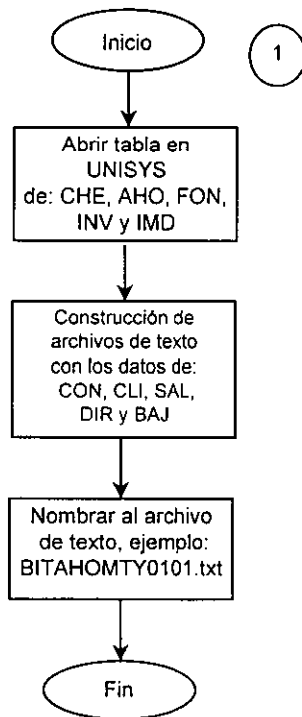 Inicio
1
Abrir tabla en
UNISYS
de: CHE, AHO, FON,
INV y IMD
Construcción de
archivos de texto
con los datos de:
CON, CLI, SAL,
DIR y BAJ
Nombrar al archivo
de texto, ejemplo:
BITAHOMTY0101.txt
Fin